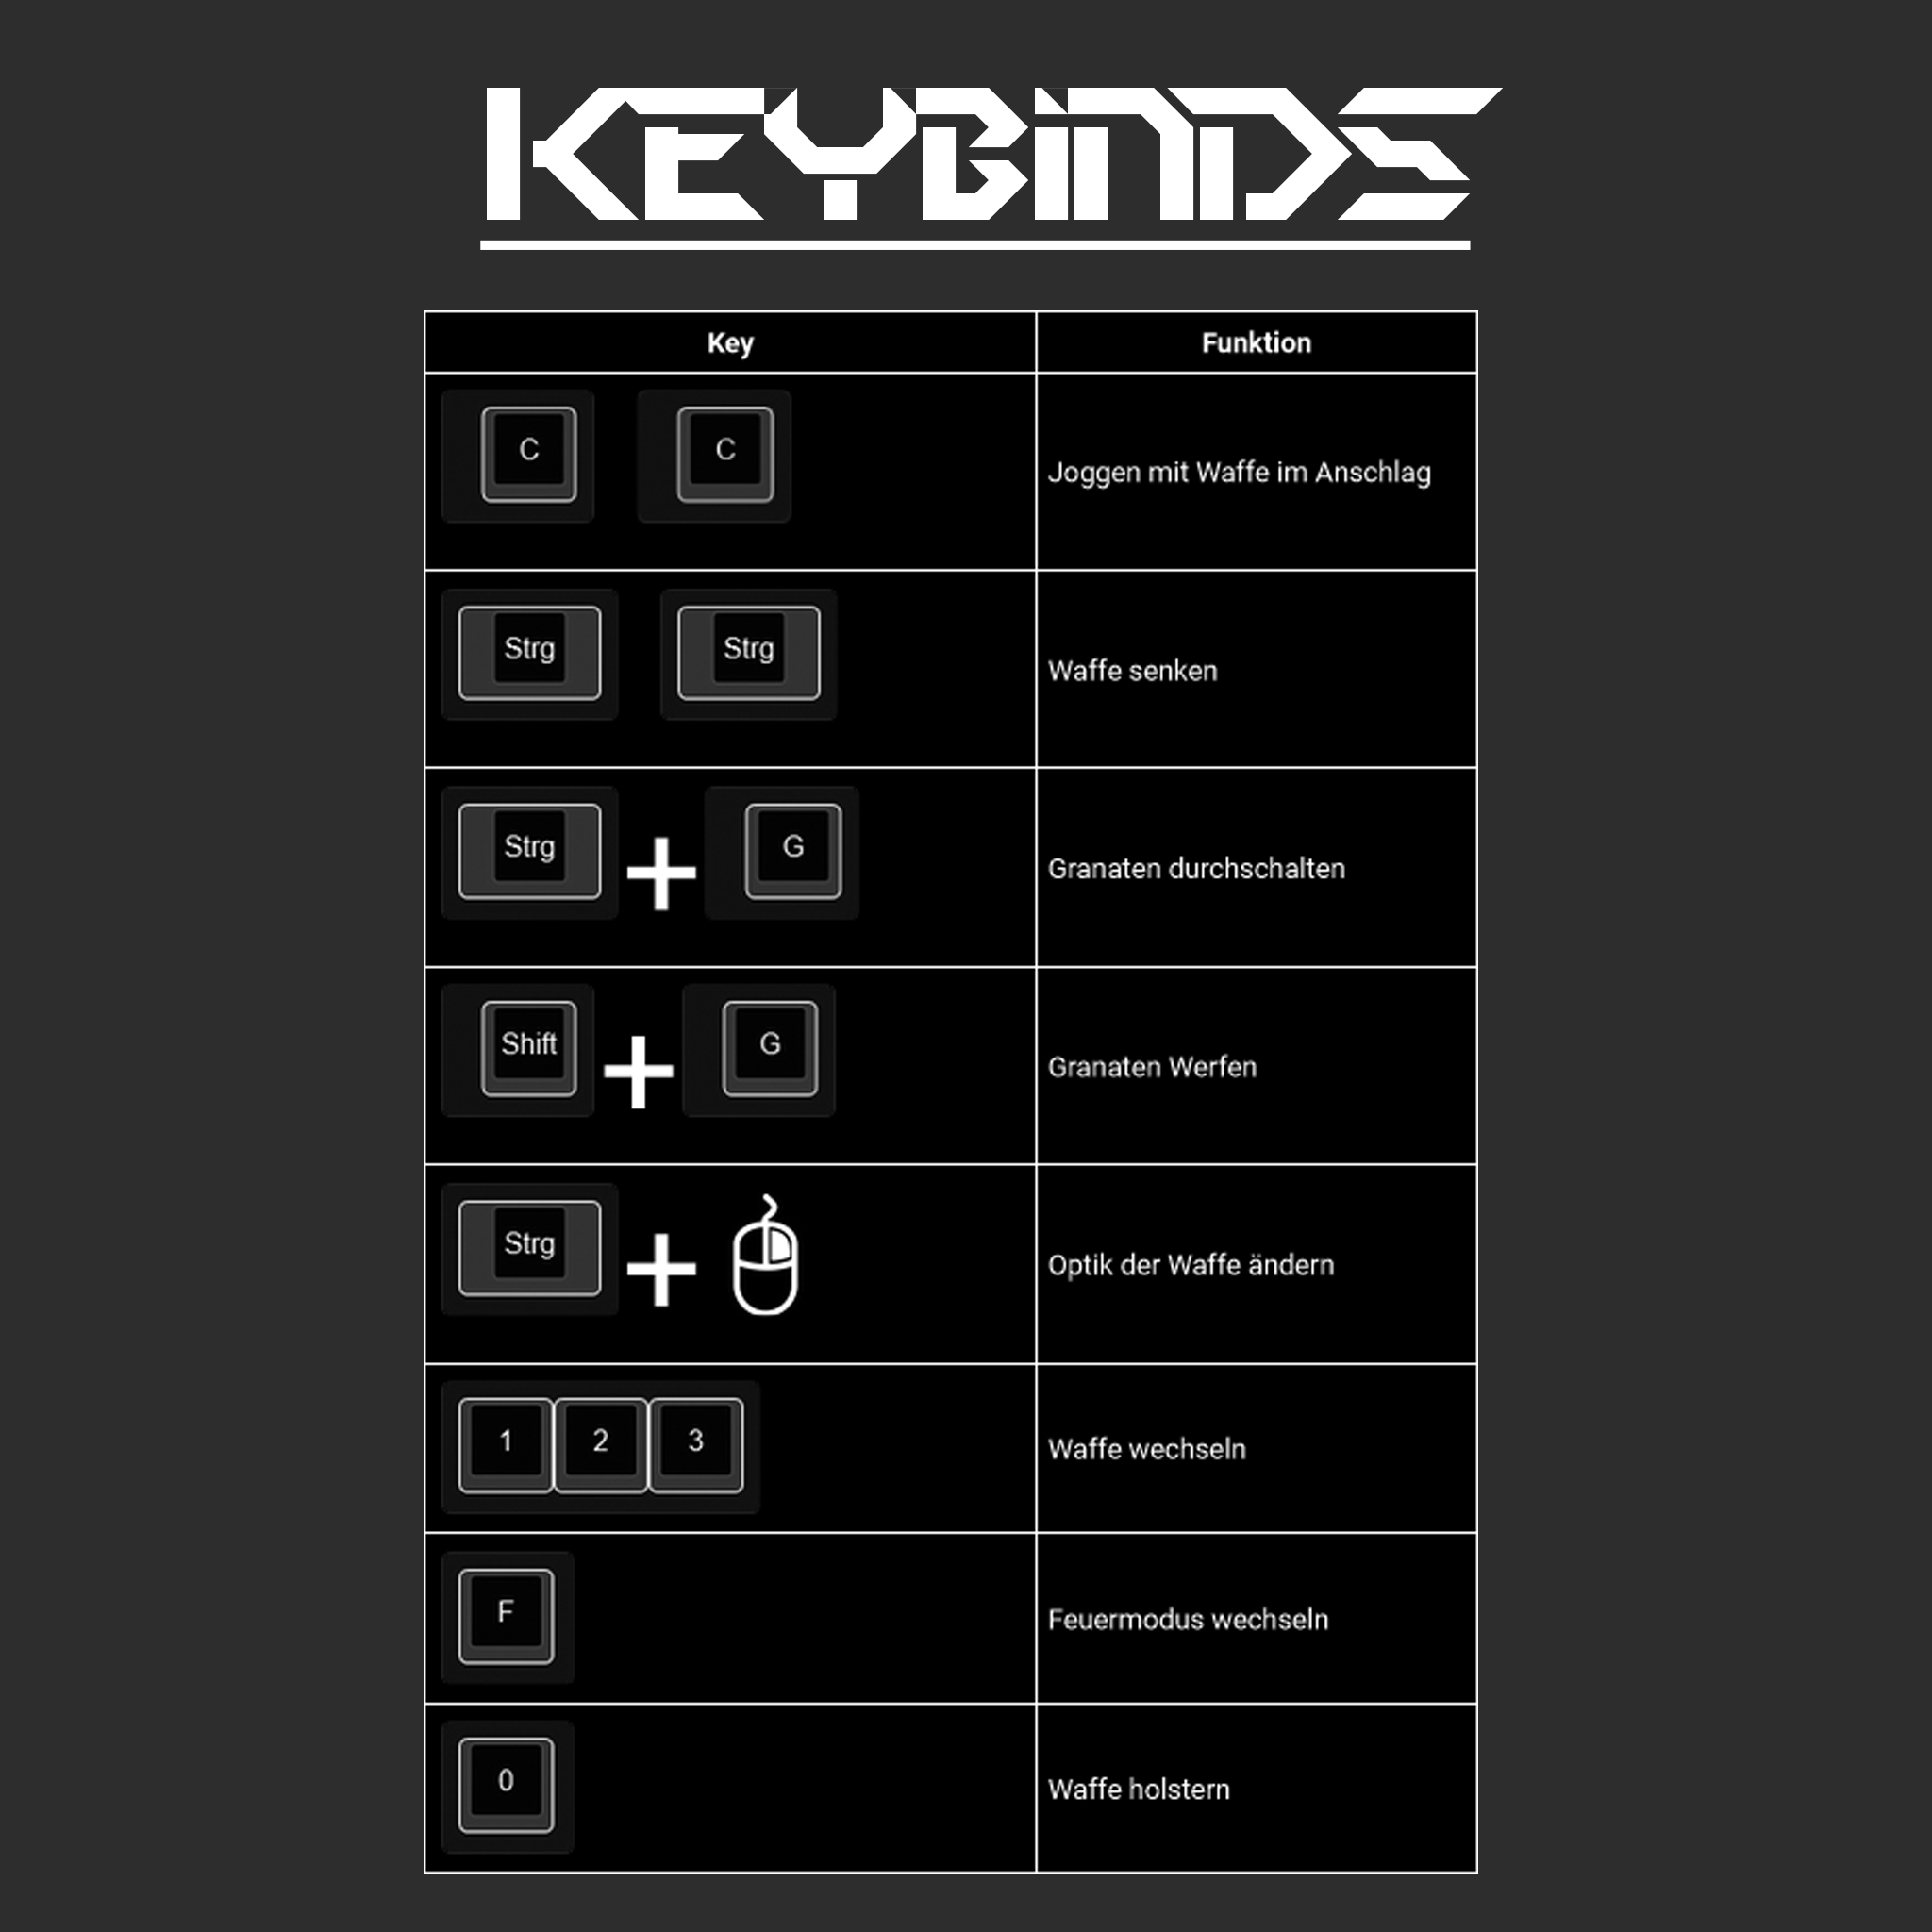 KEYBINDS
Key Funktion
C C Joggen mit Waffe im Anschlag
Strg Strg Waffe senken
Strg + G Granaten durchschalten
Shift + G Granaten Werfen
Strg + Optik der Waffe ändern
1 2 3 Waffe wechseln
F Feuermodus wechseln
0 Waffe holstern